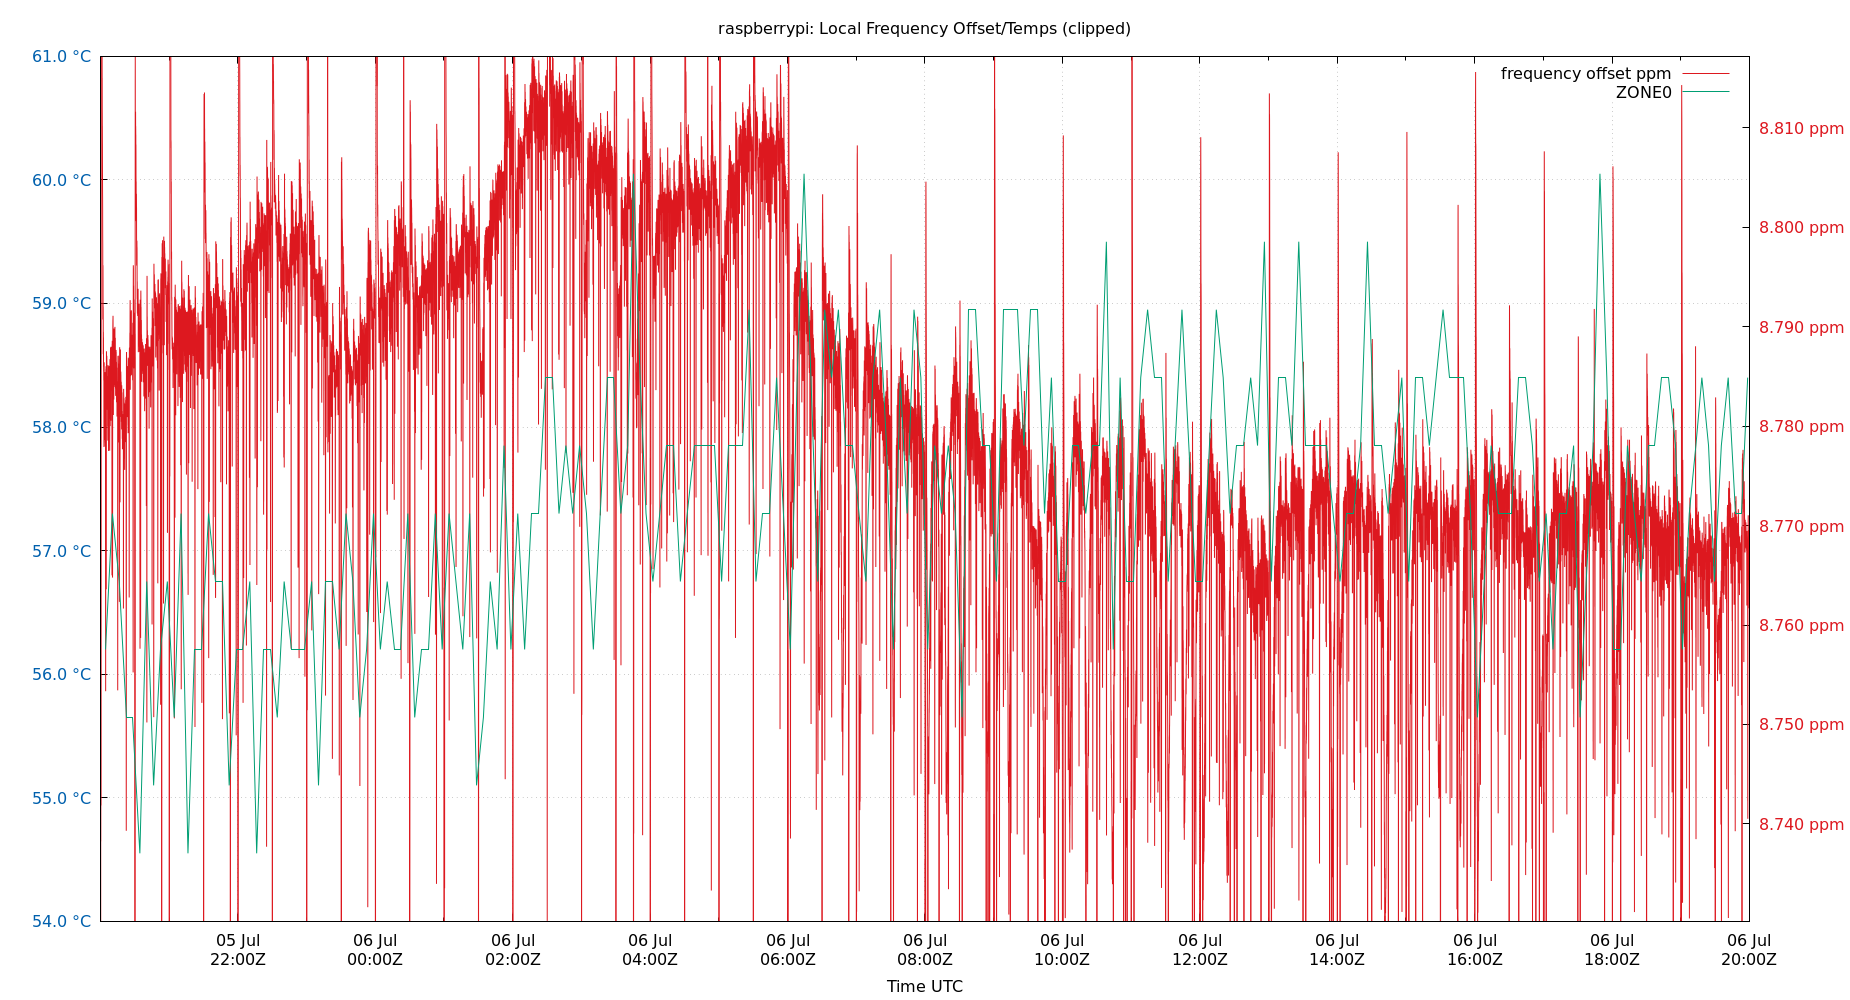 raspberrypi: Local Frequency Offset/Temps (clipped)
frequency offset ppm
ZONE0
61.0 °C
60.0 °C
59.0 °C
58.0 °C
57.0 °C
56.0 °C
55.0 °C
54.0 °C
8.810 ppm
8.800 ppm
8.790 ppm
8.780 ppm
8.770 ppm
8.760 ppm
8.750 ppm
8.740 ppm
05 Jul
22:00Z
06 Jul
00:00Z
06 Jul
02:00Z
06 Jul
04:00Z
06 Jul
06:00Z
06 Jul
08:00Z
06 Jul
10:00Z
06 Jul
12:00Z
06 Jul
14:00Z
06 Jul
16:00Z
06 Jul
18:00Z
06 Jul
20:00Z
Time UTC